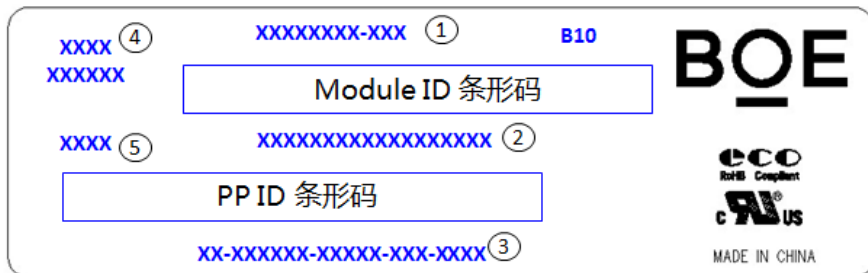 XXXX ④
XXXXXX
XXXXXXXX-XXX ①
B10
BOE
Module ID 条形码
XXXX ⑤
XXXXXXXXXXXXXXXXXX ②
PP ID 条形码
XX-XXXXXX-XXXXX-XXX-XXXX ③
eco
RoHS Compliant
c RU ® US
MADE IN CHINA